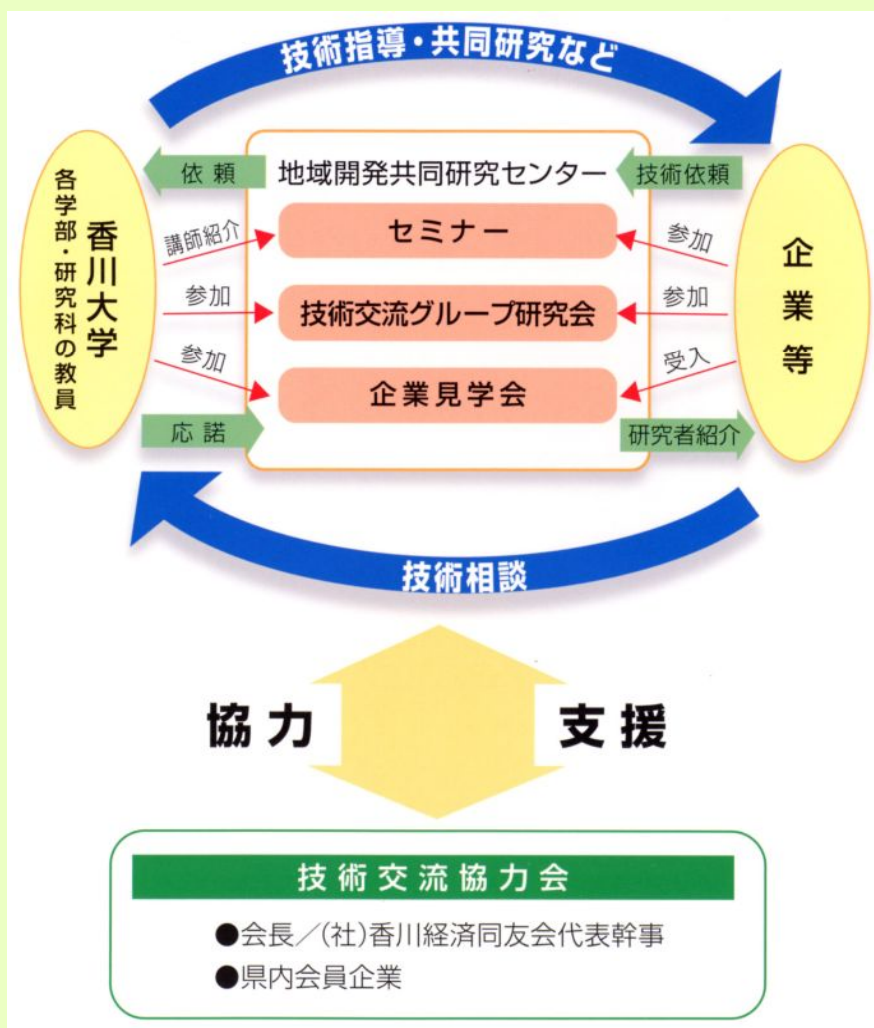 技術指導・共同研究など
依頼
地域開発共同研究センター
技術依頼
香川大学
各学部・研究科の教員
講師紹介
セミナー
参加
企業等
参加
技術交流グループ研究会
参加
参加
企業見学会
受入
応諾
研究者紹介
技術相談
協力
支援
技術交流協力会
●会長／(社)香川経済同友会代表幹事
●県内会員企業